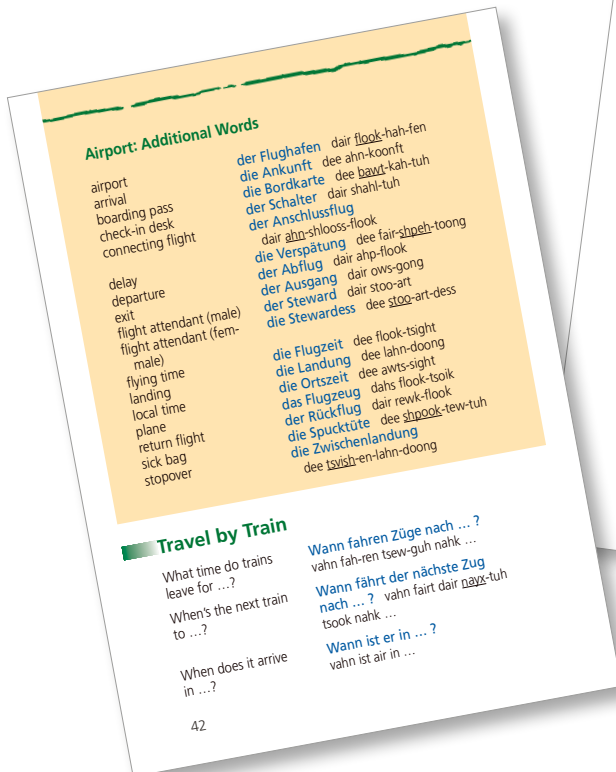 Airport: Additional Words
airport der Flughafen dair flook-hah-fen
arrival die Ankunft dee ahn-koonft
boarding pass die Bordkarte dee bawt-kah-tuh
check-in desk der Schalter dair shahl-tuh
connecting flight der Anschlussflug
dair ahn-shlooss-flook
delay die Verspätung dee fair-shpeh-toong
departure der Abflug dair ahp-flook
exit der Ausgang dair ows-gong
flight attendant (male) der Steward dair stoo-art
flight attendant (fem- die Stewardess dee stoo-art-dess
male)
flying time die Flugzeit dee flook-tsight
landing die Landung dee lahn-doong
local time die Ortszeit dee awts-sight
plane das Flugzeug dahs flook-tsoik
return flight der Rückflug dair rewk-flook
sick bag die Spucktüte dee shpook-tew-tuh
stopover die Zwischenlandung
dee tsvish-en-lahn-doong
Travel by Train
What time do trains Wann fahren Züge nach … ?
leave for …? vahn fah-ren tsew-guh nahk …
When's the next train Wann fährt der nächste Zug
to …? nach … ? vahn fairt dair nayx-tuh
tsook nahk …
When does it arrive Wann ist er in … ?
in …? vahn ist air in …
42